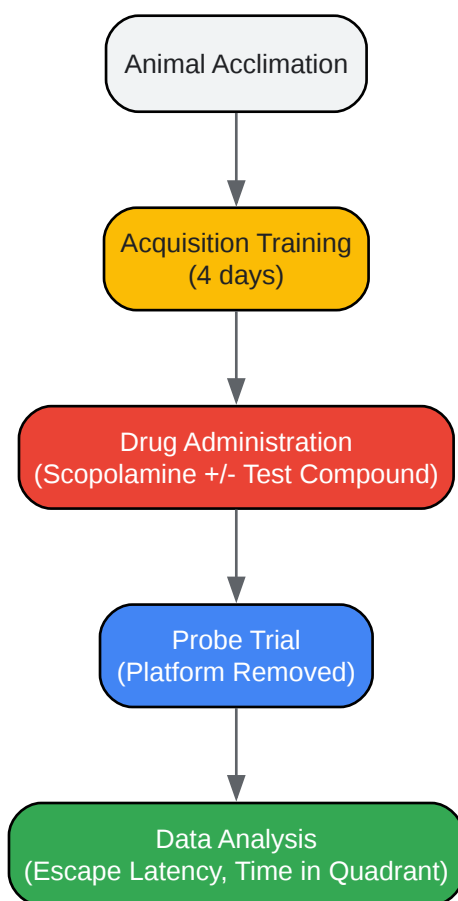 Animal Acclimation
Acquisition Training
(4 days)
Drug Administration
(Scopolamine +/- Test Compound)
Probe Trial
(Platform Removed)
Data Analysis
(Escape Latency, Time in Quadrant)